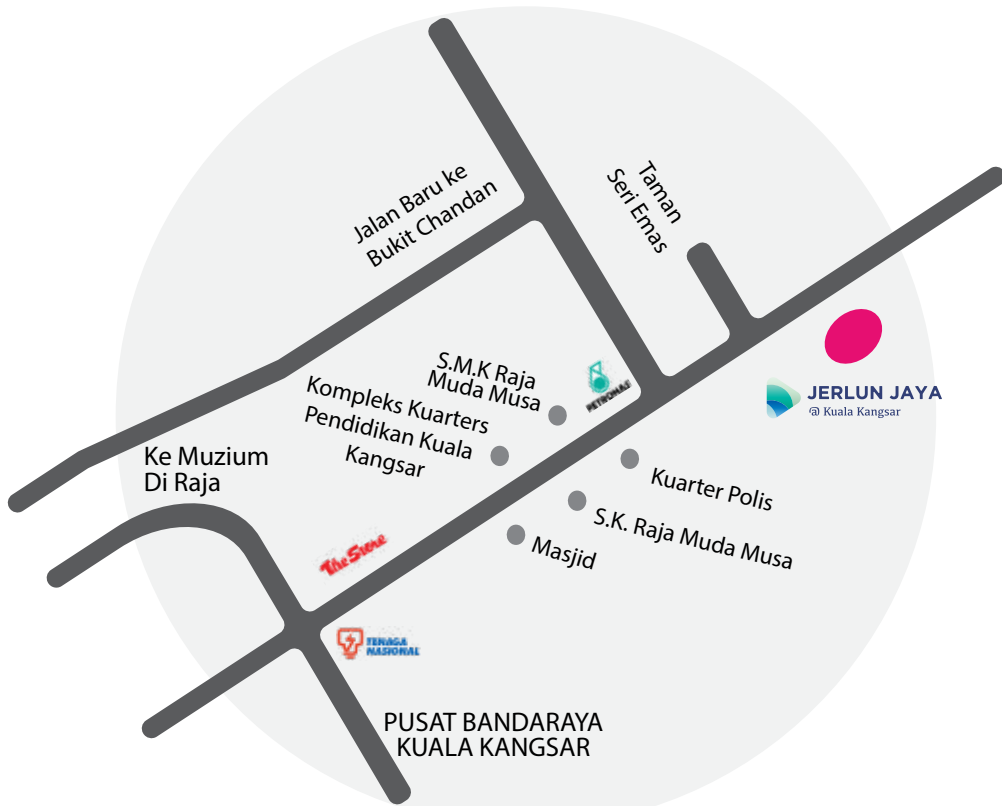 Jalan Baru ke
Bukit Chandan
Taman
Seri Emas
S.M.K Raja
Muda Musa
PETRONAS
Kompleks Kuarters
Pendidikan Kuala
Kangsar
JERLUN JAYA
@ Kuala Kangsar
Ke Muzium
Di Raja
Kuarter Polis
S.K. Raja Muda Musa
Masjid
The Store
TENAGA
NASIONAL
PUSAT BANDARAYA
KUALA KANGSAR